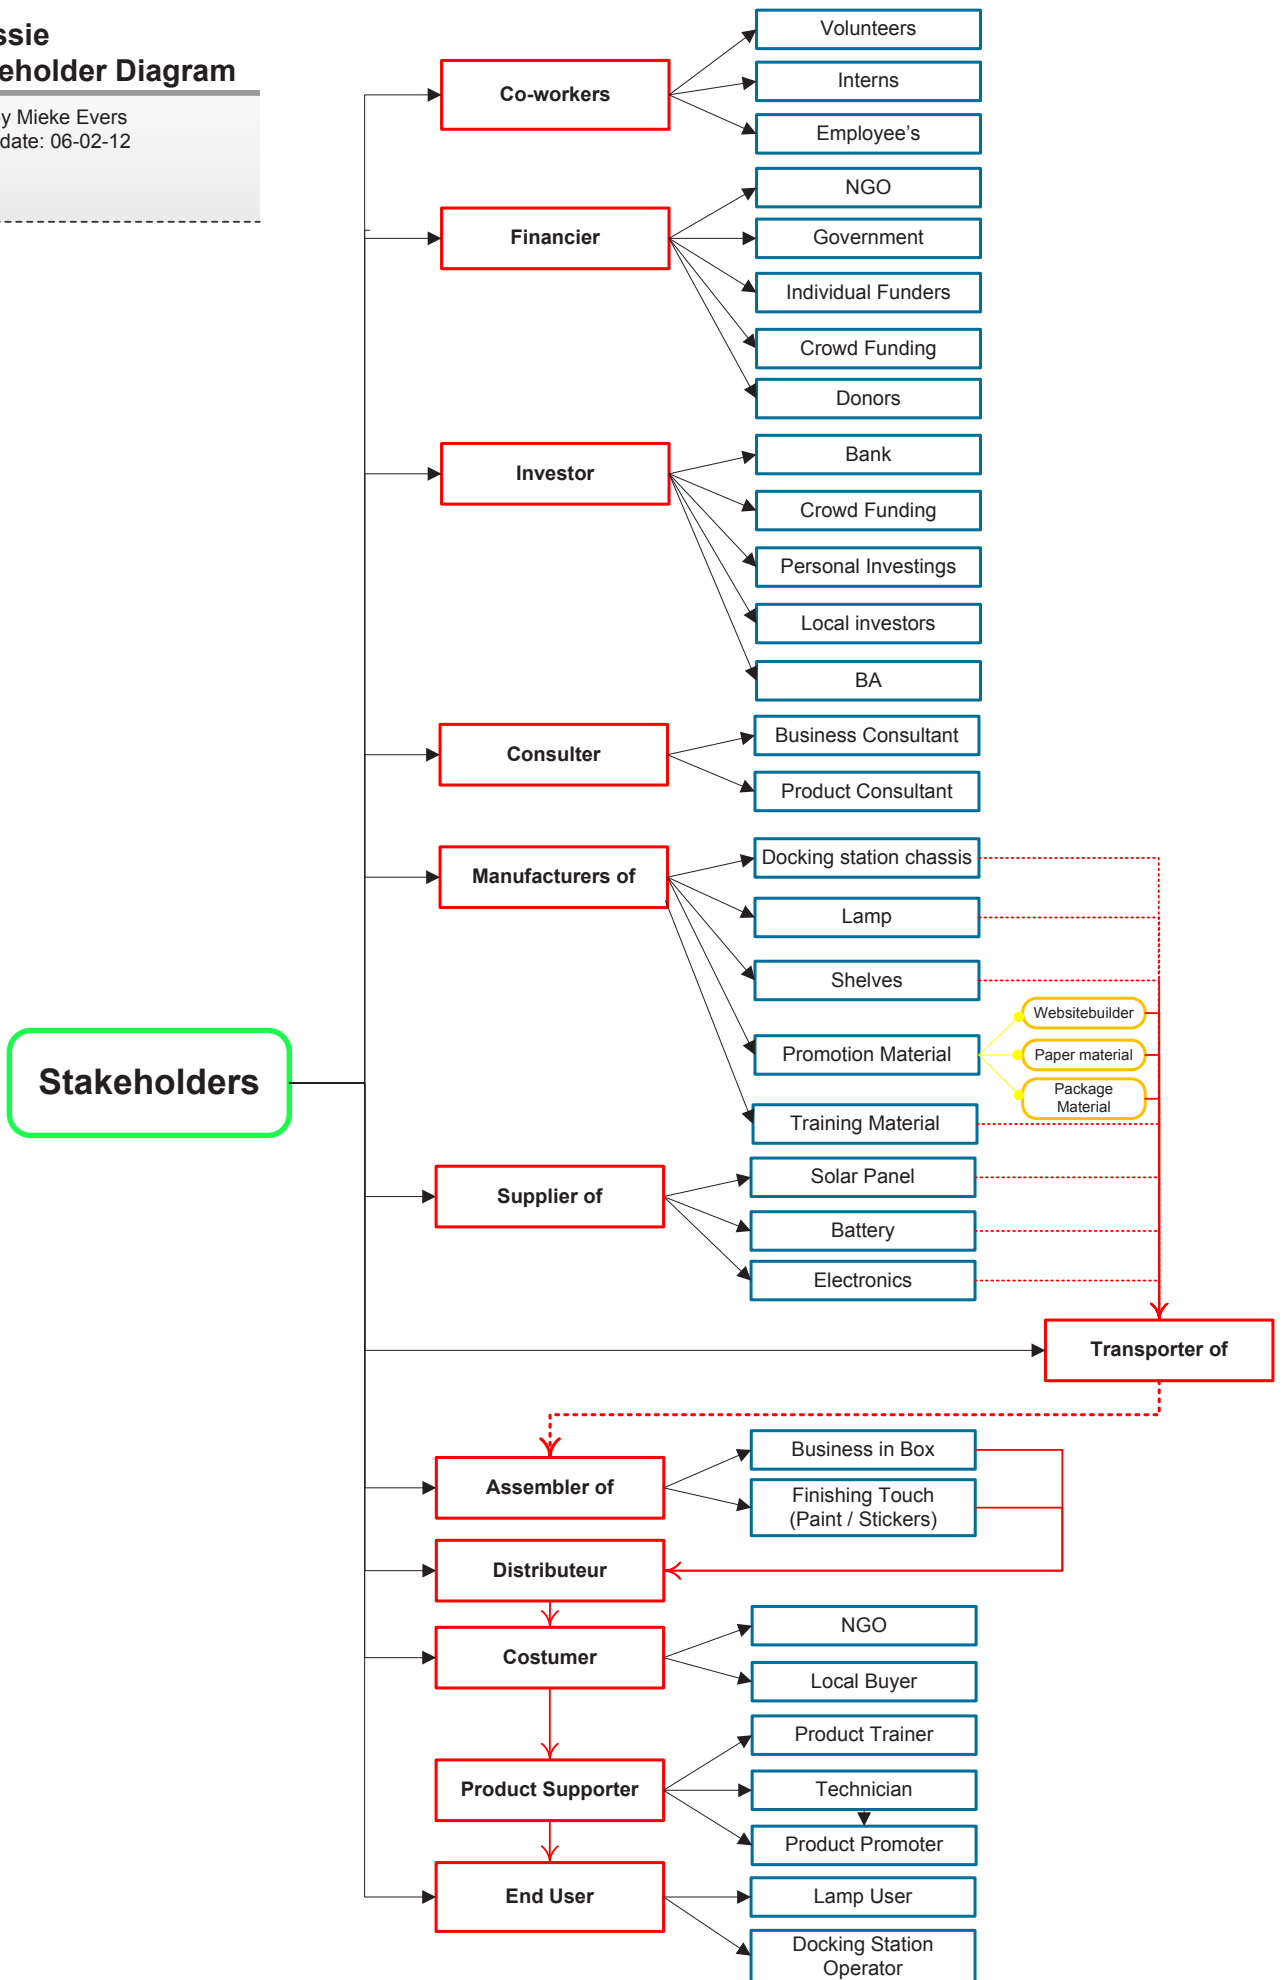 ssie
eholder Diagram
y Mieke Evers
date: 06-02-12
Stakeholders
Co-workers
Volunteers
Interns
Employee’s
Financier
NGO
Government
Individual Funders
Crowd Funding
Donors
Investor
Bank
Crowd Funding
Personal Investings
Local investors
BA
Consulter
Business Consultant
Product Consultant
Manufacturers of
Docking station chassis
Lamp
Shelves
Promotion Material
Websitebuilder
Paper material
Package
Material
Training Material
Supplier of
Solar Panel
Battery
Electronics
Transporter of
Assembler of
Business in Box
Finishing Touch
(Paint / Stickers)
Distributeur
Costumer
NGO
Local Buyer
Product Supporter
Product Trainer
Technician
Product Promoter
End User
Lamp User
Docking Station
Operator